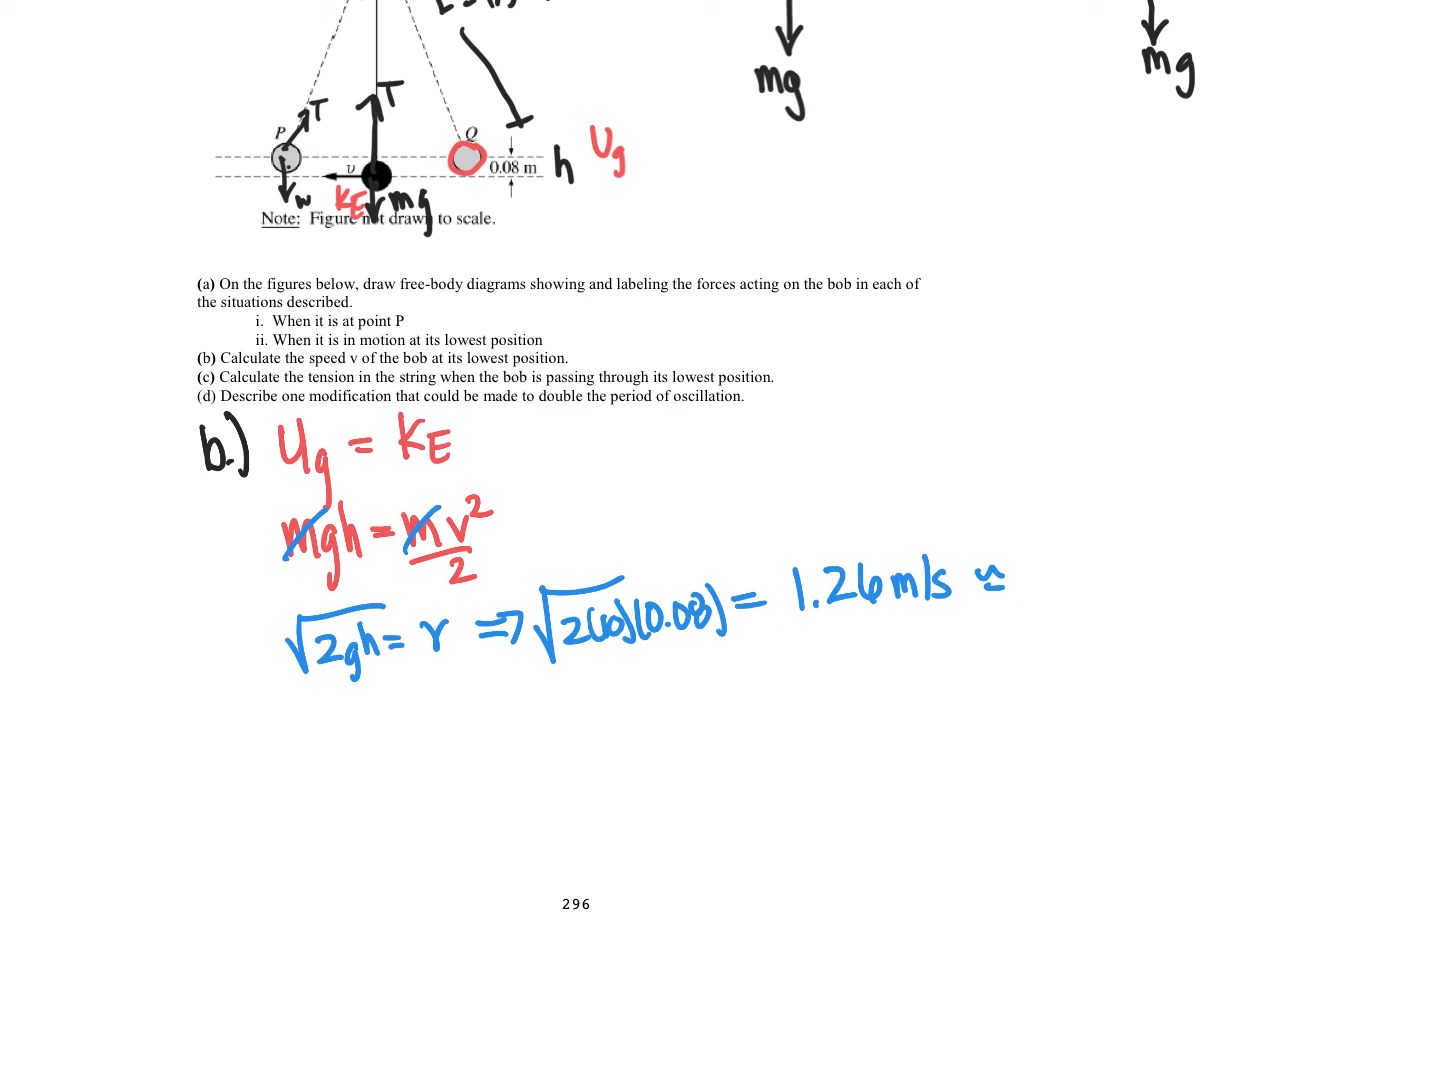 mg
mg
T
T
P
Q
υ
0.08 m
h
Ug
w
KE
mg
Note: Figure not drawn to scale.
(a) On the figures below, draw free-body diagrams showing and labeling the forces acting on the bob in each of
the situations described.
i. When it is at point P
ii. When it is in motion at its lowest position
(b) Calculate the speed v of the bob at its lowest position.
(c) Calculate the tension in the string when the bob is passing through its lowest position.
(d) Describe one modification that could be made to double the period of oscillation.
b.) Ug = KE
mgh = mv²/2
√2gh = v ⇒ √2(10)(0.08) = 1.26 m/s ≈
296